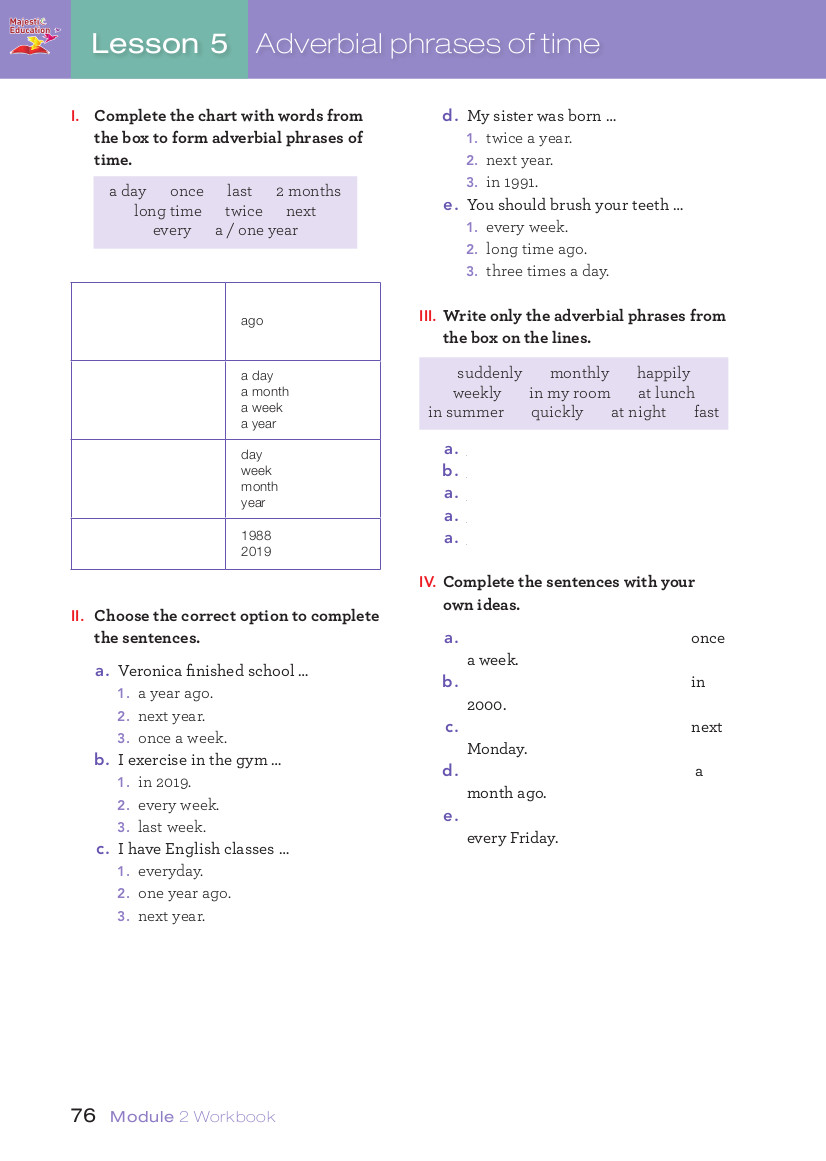 Majestic
Education
Lesson 5 Adverbial phrases of time
I. Complete the chart with words from
the box to form adverbial phrases of
time.
a day once last 2 months
long time twice next
every a / one year
ago
a day
a month
a week
a year
day
week
month
year
1988
2019
II. Choose the correct option to complete
the sentences.
a. Veronica finished school ...
1. a year ago.
2. next year.
3. once a week.
b. I exercise in the gym ...
1. in 2019.
2. every week.
3. last week.
c. I have English classes ...
1. everyday.
2. one year ago.
3. next year.
d. My sister was born ...
1. twice a year.
2. next year.
3. in 1991.
e. You should brush your teeth ...
1. every week.
2. long time ago.
3. three times a day.
III. Write only the adverbial phrases from
the box on the lines.
suddenly monthly happily
weekly in my room at lunch
in summer quickly at night fast
a.
b.
a.
a.
a.
IV. Complete the sentences with your
own ideas.
a. once
a week.
b. in
2000.
c. next
Monday.
d. a
month ago.
e.
every Friday.
76 Module 2 Workbook